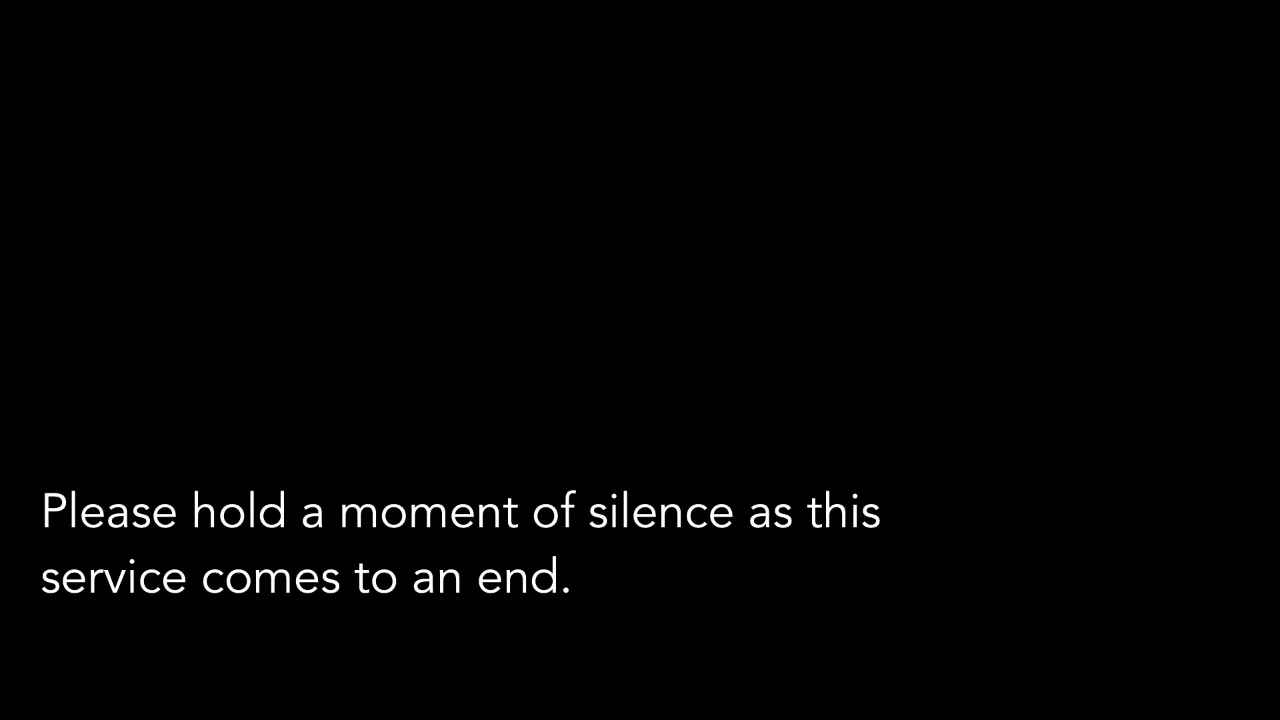 Please hold a moment of silence as this
service comes to an end.